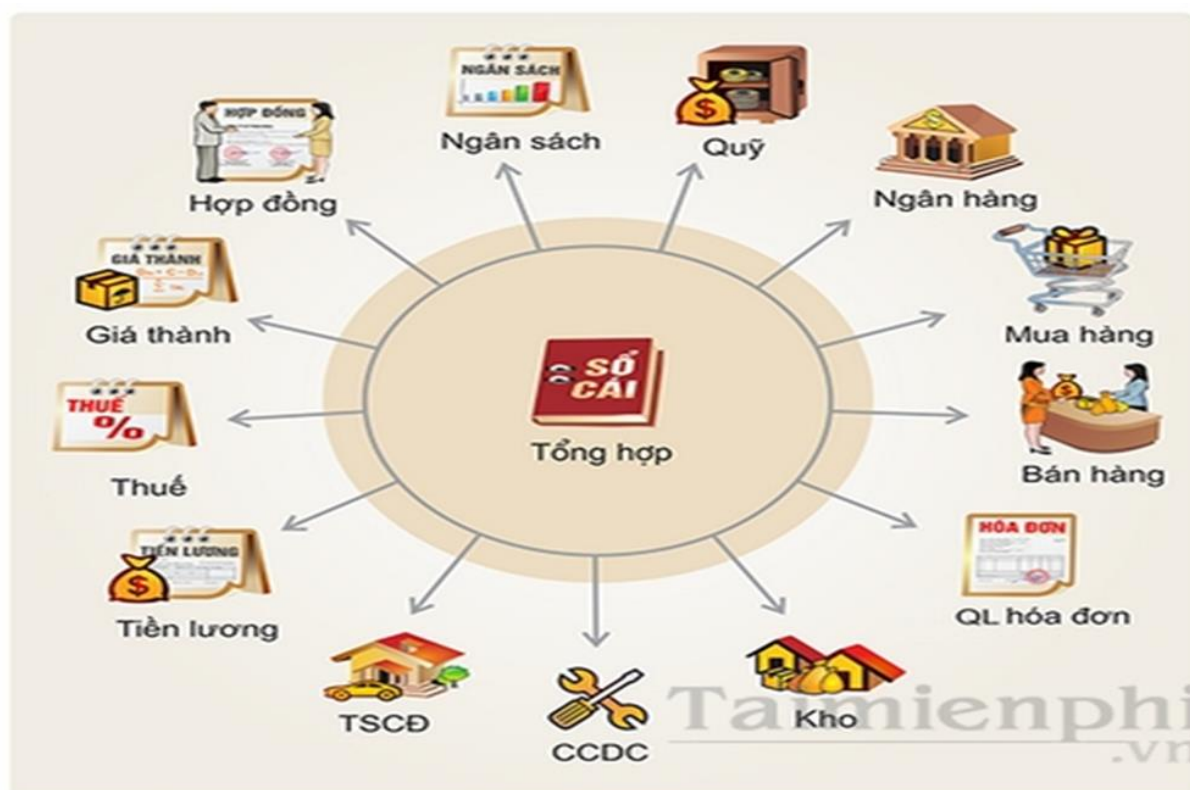 NGÂN SÁCH
Ngân sách
Quỹ
HỢP ĐỒNG
Hợp đồng
Ngân hàng
GIÁ THÀNH
Giá thành
Mua hàng
SỔ
CÁI
Tổng hợp
THUẾ
%
Thuế
Bán hàng
TIỀN LƯƠNG
$
Tiền lương
HÓA ĐƠN
QL hóa đơn
TSCĐ
CCDC
Kho
Taimienphi
.vn